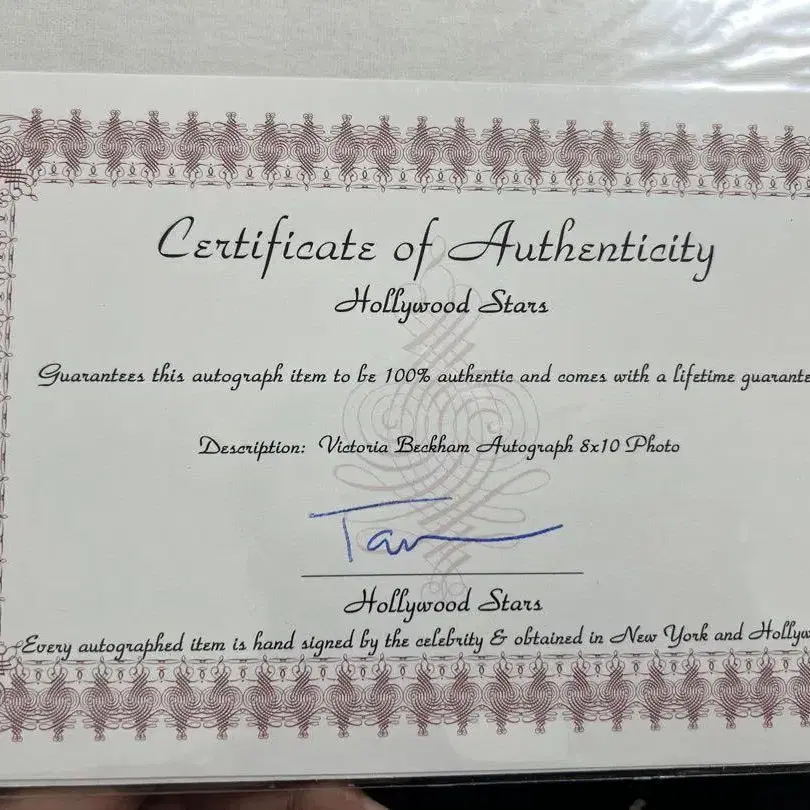 Certificate of Authenticity
Hollywood Stars
Guarantees this autograph item to be 100% authentic and comes with a lifetime guarante
Description: Victoria Beckham Autograph 8x10 Photo
Hollywood Stars
Every autographed item is hand signed by the celebrity & obtained in New York and Hollyw